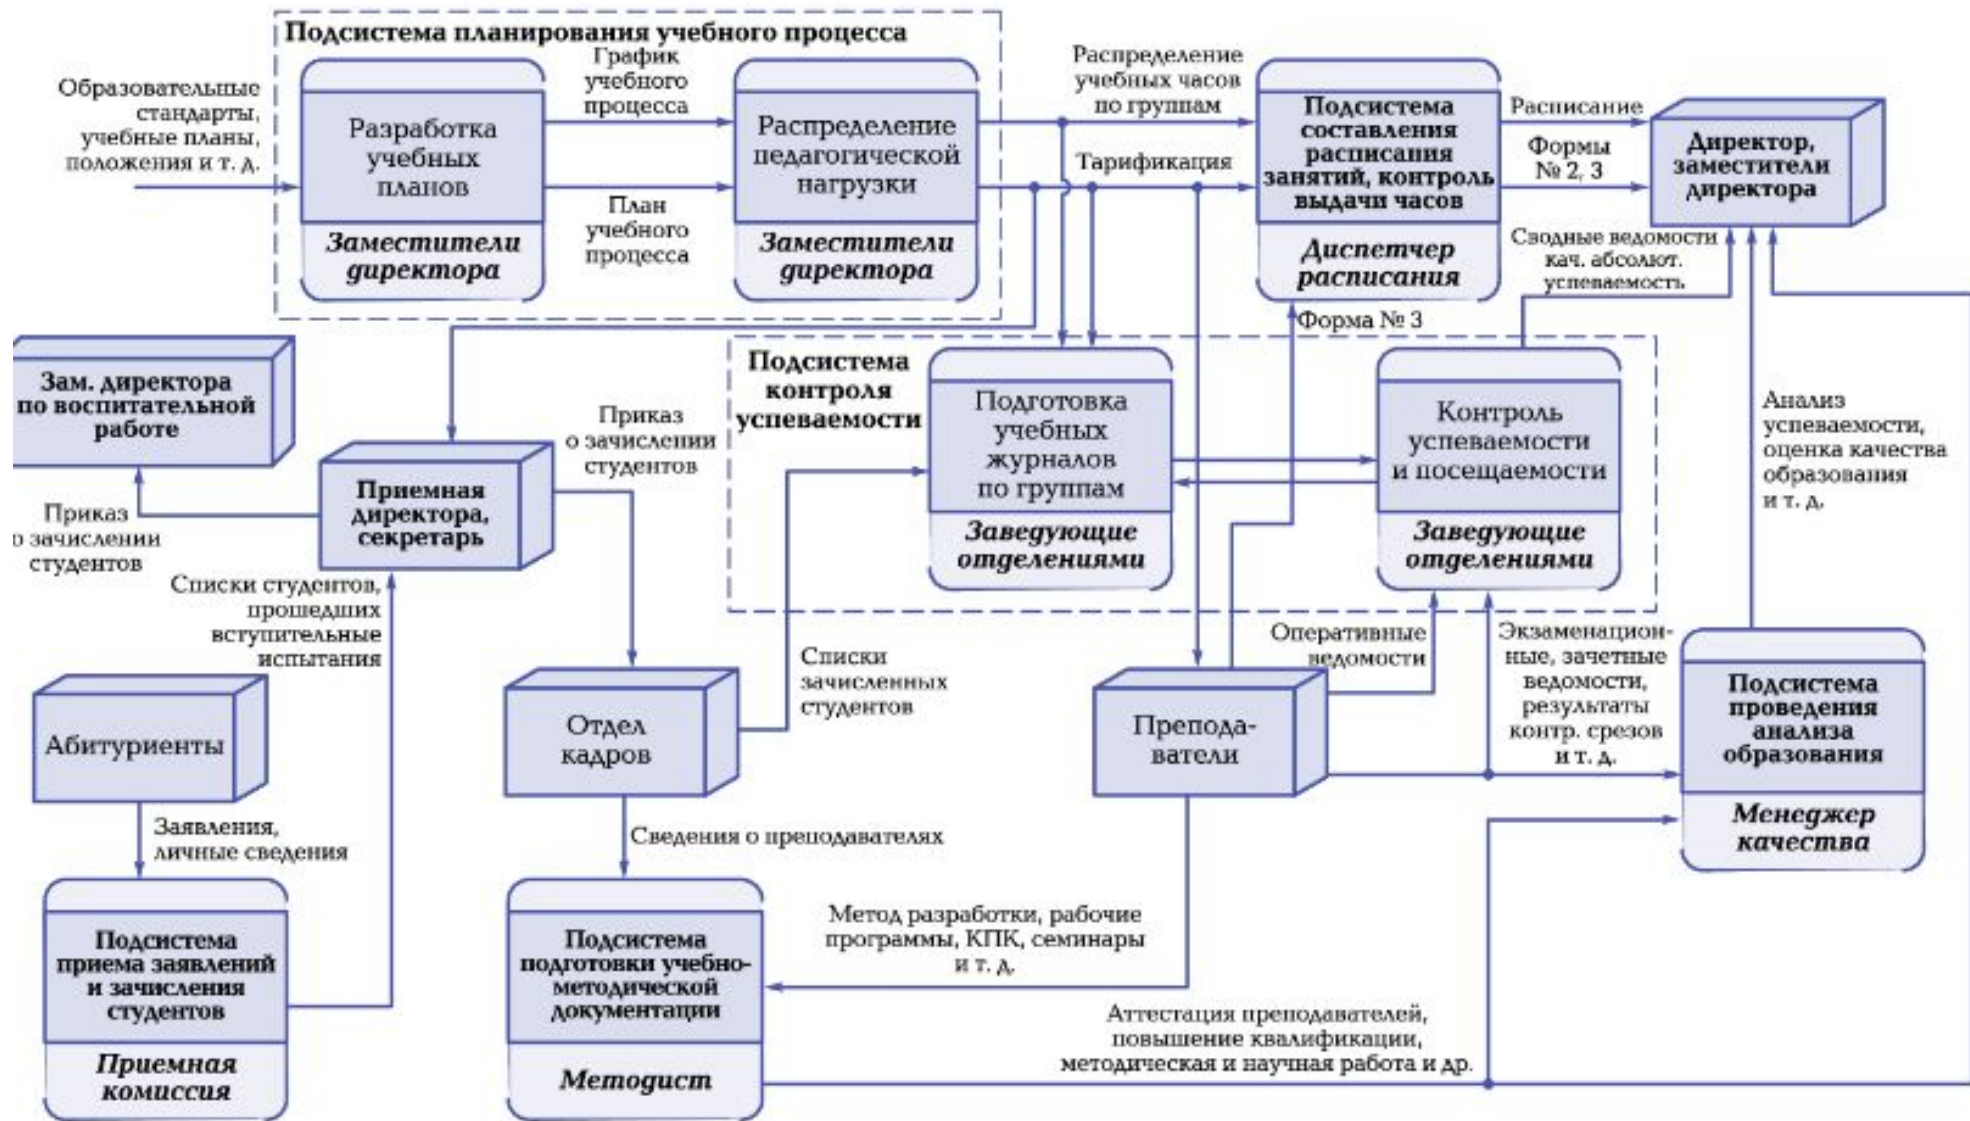 Подсистема планирования учебного процесса
Образовательные
стандарты,
учебные планы,
положения и т. д.
Разработка
учебных
планов
Заместители
директора
График
учебного
процесса
План
учебного
процесса
Распределение
педагогической
нагрузки
Заместители
директора
Распределение
учебных часов
по группам
Тарификация
Подсистема
составления
расписания
занятий, контроль
выдачи часов
Диспетчер
расписания
Расписание
Формы
№ 2, 3
Директор,
заместители
директора
Сводные ведомости
кач. абсолют.
успеваемость
Форма № 3
Зам. директора
по воспитательной
работе
Приказ
о зачислении
студентов
Приемная
директора,
секретарь
Приказ
о зачислении
студентов
Подсистема
контроля
успеваемости
Подготовка
учебных
журналов
по группам
Заведующие
отделениями
Контроль
успеваемости
и посещаемости
Заведующие
отделениями
Анализ
успеваемости,
оценка качества
образования
и т. д.
Списки студентов,
прошедших
вступительные
испытания
Абитуриенты
Заявления,
личные сведения
Отдел
кадров
Списки
зачисленных
студентов
Сведения о преподавателях
Препода-
ватели
Оперативные
ведомости
Экзаменацион-
ные, зачетные
ведомости,
результаты
контр. срезов
и т. д.
Подсистема
проведения
анализа
образования
Менеджер
качества
Подсистема
приема заявлений
и зачисления
студентов
Приемная
комиссия
Подсистема
подготовки учебно-
методической
документации
Методист
Метод разработки, рабочие
программы, КПК, семинары
и т. д.
Аттестация преподавателей,
повышение квалификации,
методическая и научная работа и др.